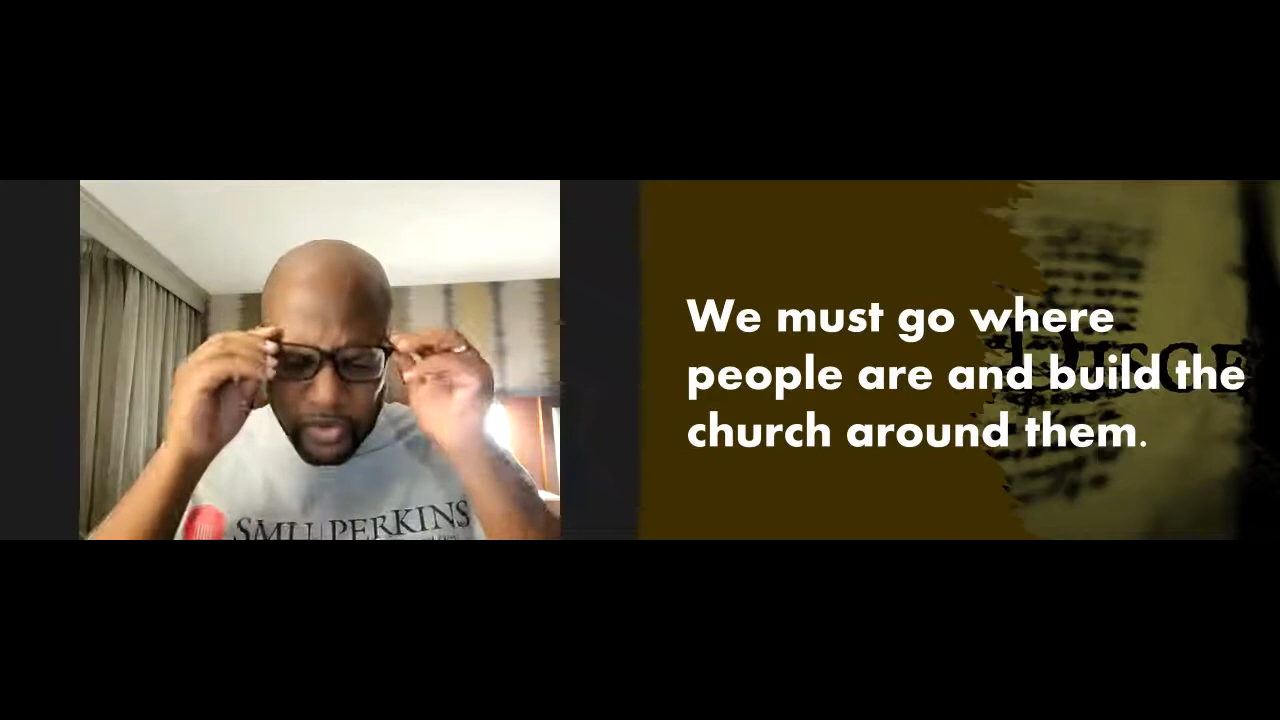 SMU PERKINS
We must go where
people are and build the
church around them.